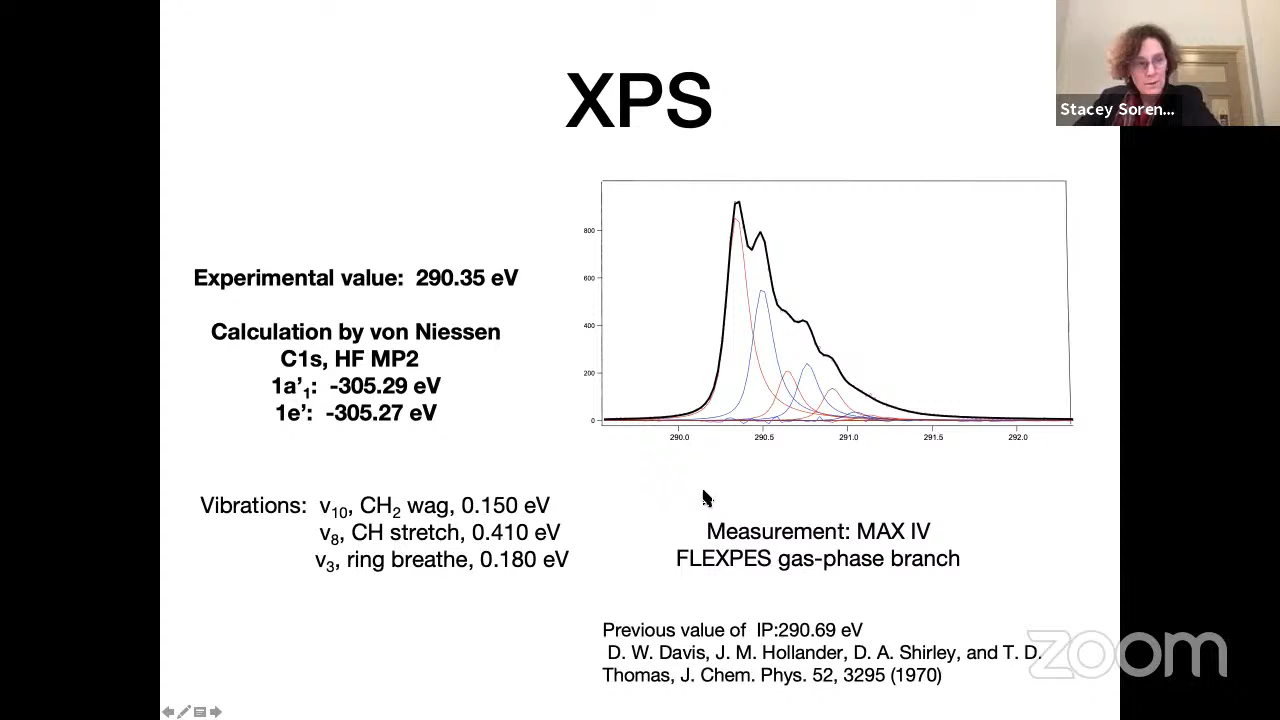 XPS
Stacey Soren...
Experimental value: 290.35 eV
Calculation by von Niessen
C1s, HF MP2
1a’₁: -305.29 eV
1e’: -305.27 eV
800
600
400
200
0
290.0 290.5 291.0 291.5 292.0
Vibrations: v₁₀, CH₂ wag, 0.150 eV
v₈, CH stretch, 0.410 eV
v₃, ring breathe, 0.180 eV
Measurement: MAX IV
FLEXPES gas-phase branch
Previous value of IP:290.69 eV
D. W. Davis, J. M. Hollander, D. A. Shirley, and T. D.
Thomas, J. Chem. Phys. 52, 3295 (1970)
zoom